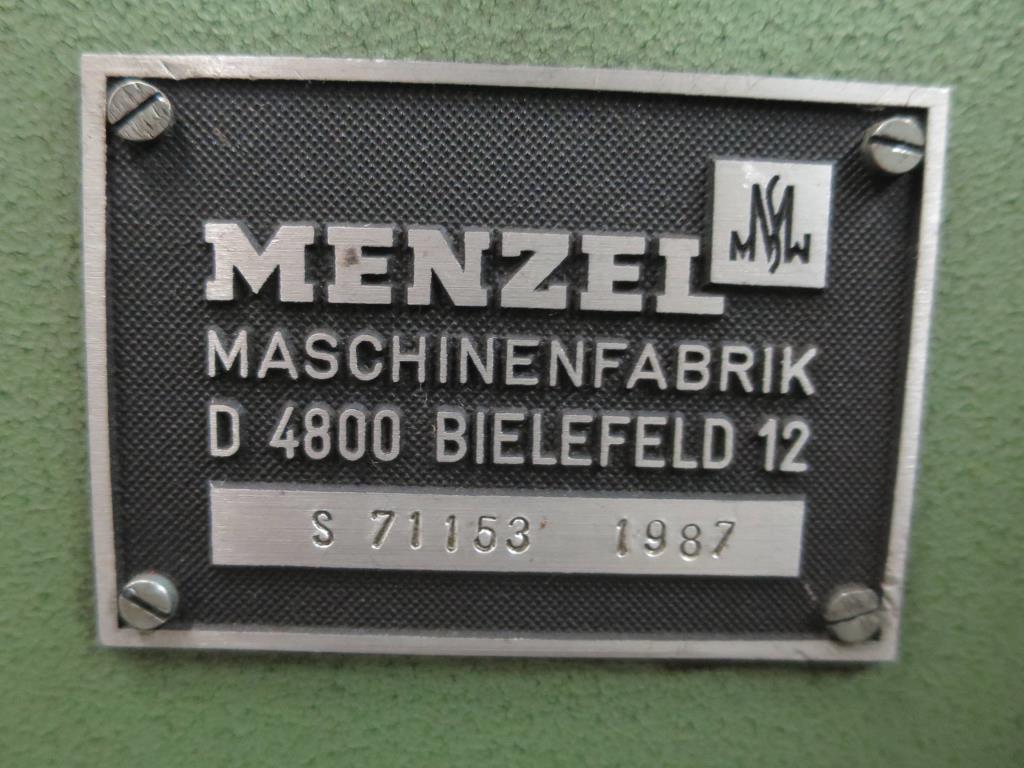 MENZEL
MASCHINENFABRIK
D 4800 BIELEFELD 12
S 71153 1987